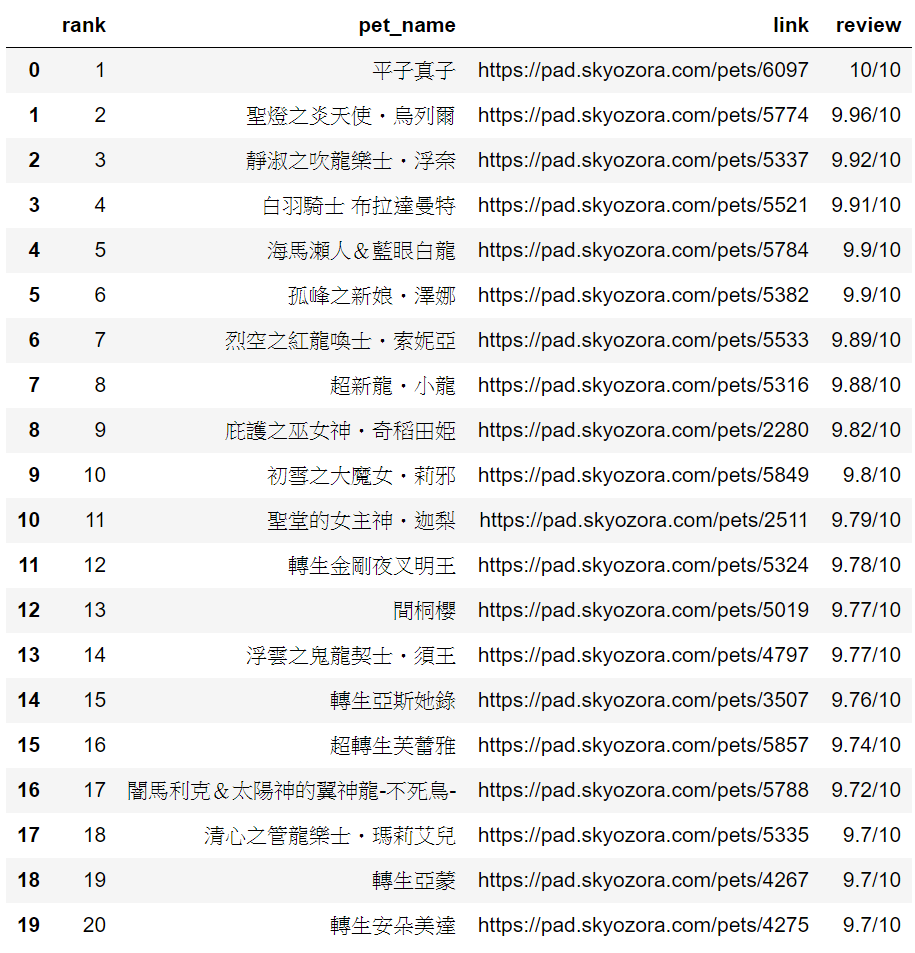 rank pet_name link review
0 1 平子真子 https://pad.skyozora.com/pets/6097 10/10
1 2 聖燈之炎天使・烏列爾 https://pad.skyozora.com/pets/5774 9.96/10
2 3 靜淑之吹龍樂士・浮奈 https://pad.skyozora.com/pets/5337 9.92/10
3 4 白羽騎士 布拉達曼特 https://pad.skyozora.com/pets/5521 9.91/10
4 5 海馬瀨人＆藍眼白龍 https://pad.skyozora.com/pets/5784 9.9/10
5 6 孤峰之新娘・澤娜 https://pad.skyozora.com/pets/5382 9.9/10
6 7 烈空之紅龍喚士・索妮亞 https://pad.skyozora.com/pets/5533 9.89/10
7 8 超新龍・小龍 https://pad.skyozora.com/pets/5316 9.88/10
8 9 庇護之巫女神・奇稻田姫 https://pad.skyozora.com/pets/2280 9.82/10
9 10 初雪之大魔女・莉邪 https://pad.skyozora.com/pets/5849 9.8/10
10 11 聖堂的女主神・迦梨 https://pad.skyozora.com/pets/2511 9.79/10
11 12 轉生金剛夜叉明王 https://pad.skyozora.com/pets/5324 9.78/10
12 13 間桐櫻 https://pad.skyozora.com/pets/5019 9.77/10
13 14 浮雲之鬼龍契士・須王 https://pad.skyozora.com/pets/4797 9.77/10
14 15 轉生亞斯她錄 https://pad.skyozora.com/pets/3507 9.76/10
15 16 超轉生芙蕾雅 https://pad.skyozora.com/pets/5857 9.74/10
16 17 闇馬利克＆太陽神的翼神龍-不死鳥- https://pad.skyozora.com/pets/5788 9.72/10
17 18 清心之管龍樂士・瑪莉艾兒 https://pad.skyozora.com/pets/5335 9.7/10
18 19 轉生亞蒙 https://pad.skyozora.com/pets/4267 9.7/10
19 20 轉生安朵美達 https://pad.skyozora.com/pets/4275 9.7/10